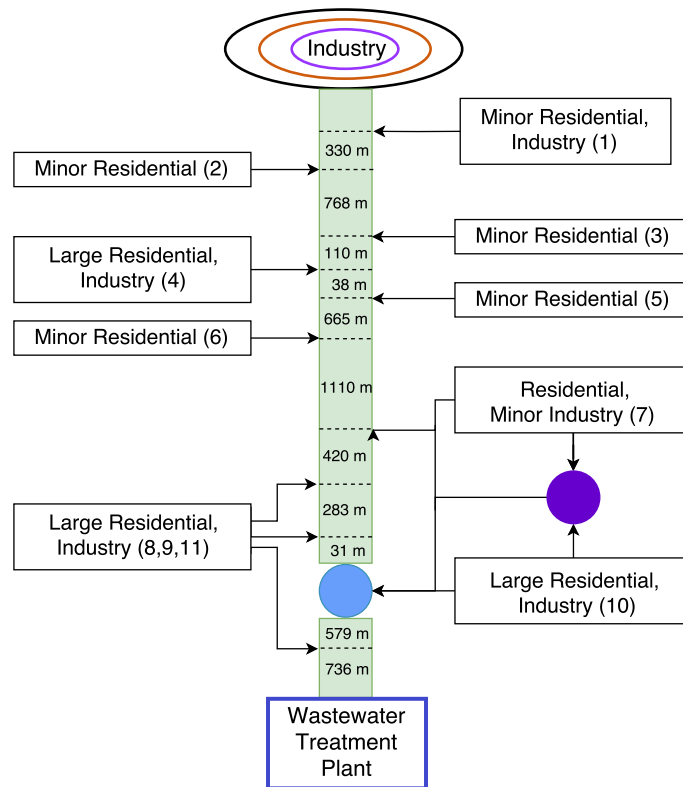 Industry
Minor Residential,
Industry (1)
330 m
Minor Residential (2)
768 m
Minor Residential (3)
110 m
Large Residential,
Industry (4)
38 m
Minor Residential (5)
665 m
Minor Residential (6)
1110 m
Residential,
Minor Industry (7)
420 m
283 m
Large Residential,
Industry (8,9,11)
31 m
Large Residential,
Industry (10)
579 m
736 m
Wastewater
Treatment
Plant